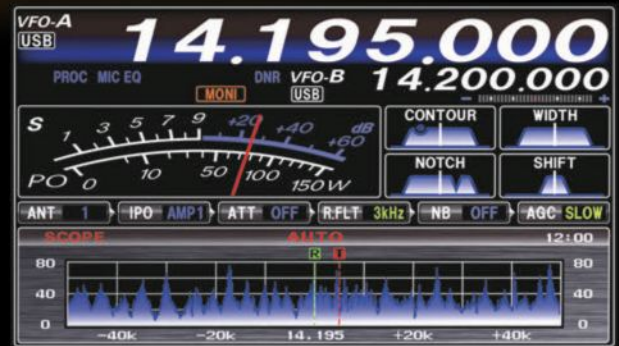 VFO-A 14.195.000
USB
PROC MIC EQ DNR VFO-B 14.200.000
MONI USB
- +
S 1 3 5 7 9 +20 +40 +60 dB
PO 0 10 50 100 150 W
CONTOUR WIDTH
NOTCH SHIFT
ANT 1 IPO AMP1 ATT OFF R.FLT 3kHz NB OFF AGC SLOW
SCOPE AUTO 12:00
R T
80 80
40 40
0 0
-40k -20k 14.195 +20k +40k